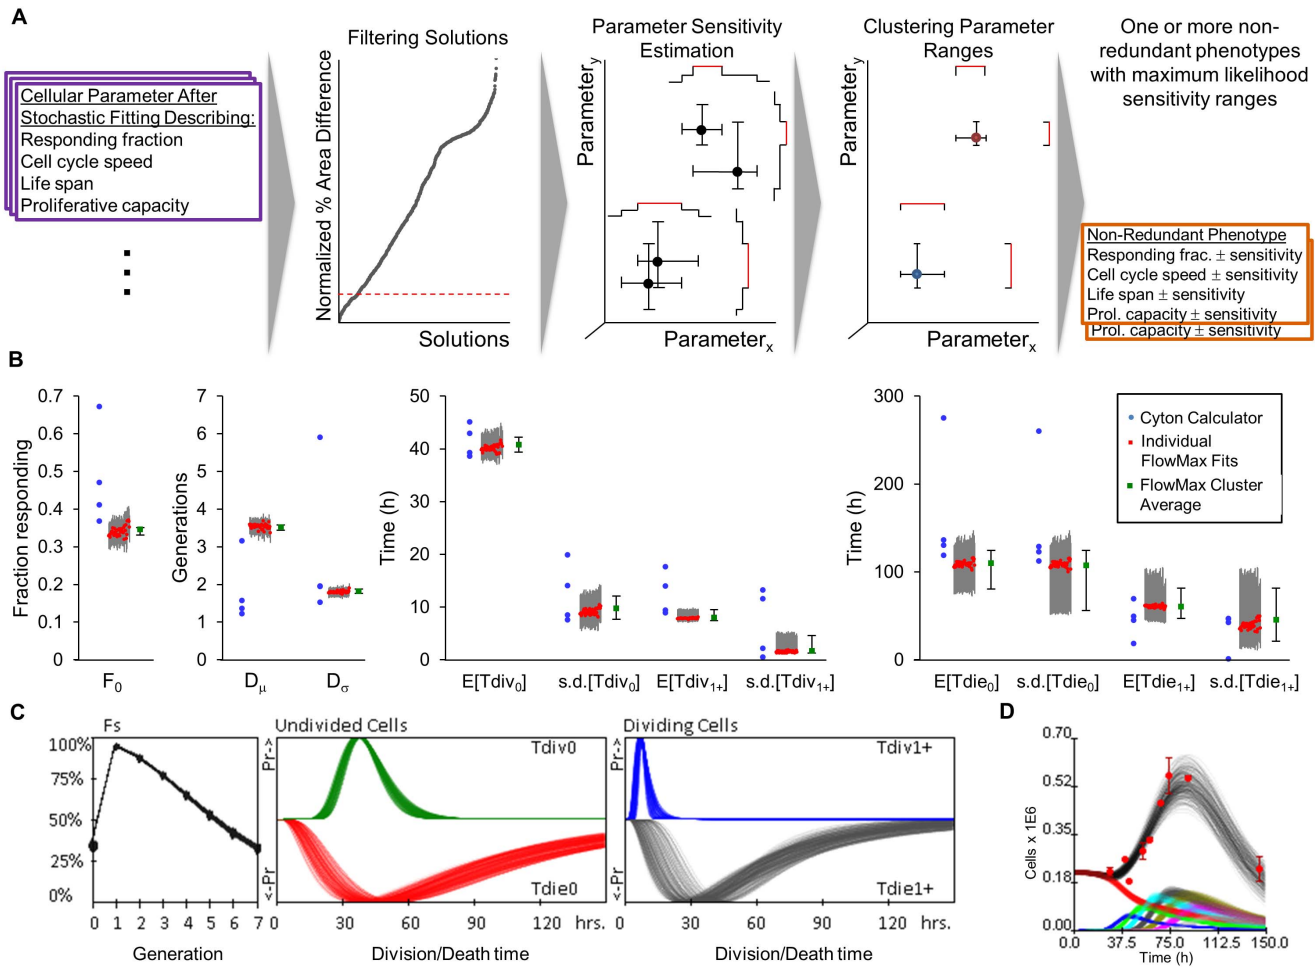 A
Cellular Parameter After
Stochastic Fitting Describing:
Responding fraction
Cell cycle speed
Life span
Proliferative capacity
Filtering Solutions
Normalized % Area Difference
Solutions
Parameter Sensitivity
Estimation
Parametery
Parameterx
Clustering Parameter
Ranges
Parametery
Parameterx
One or more non-
redundant phenotypes
with maximum likelihood
sensitivity ranges
Non-Redundant Phenotype
Responding frac. ± sensitivity
Cell cycle speed ± sensitivity
Life span ± sensitivity
Prol. capacity ± sensitivity
Prol. capacity ± sensitivity
B
Fraction responding
0.7
0.6
0.5
0.4
0.3
0.2
0.1
0
F0
Generations
7
6
5
4
3
2
1
0
Dμ
Dσ
Time (h)
50
40
30
20
10
0
E[Tdiv0]
s.d.[Tdiv0]
E[Tdiv1+]
s.d.[Tdiv1+]
Time (h)
300
200
100
0
E[Tdie0]
s.d.[Tdie0]
E[Tdie1+]
s.d.[Tdie1+]
Cyton Calculator
Individual
FlowMax Fits
FlowMax Cluster
Average
C
Fs
100%
75%
50%
25%
0%
0 1 2 3 4 5 6 7
Generation
Undivided Cells
Pr->
<-Pr
Tdiv0
Tdie0
30 60 90 120 hrs.
Division/Death time
Dividing Cells
Pr->
<-Pr
Tdiv1+
Tdie1+
30 60 90 120 hrs.
Division/Death time
D
Cells x 1E6
0.70
0.52
0.35
0.18
0.00
0.0 37.5 75.0 112.5 150.0
Time (h)